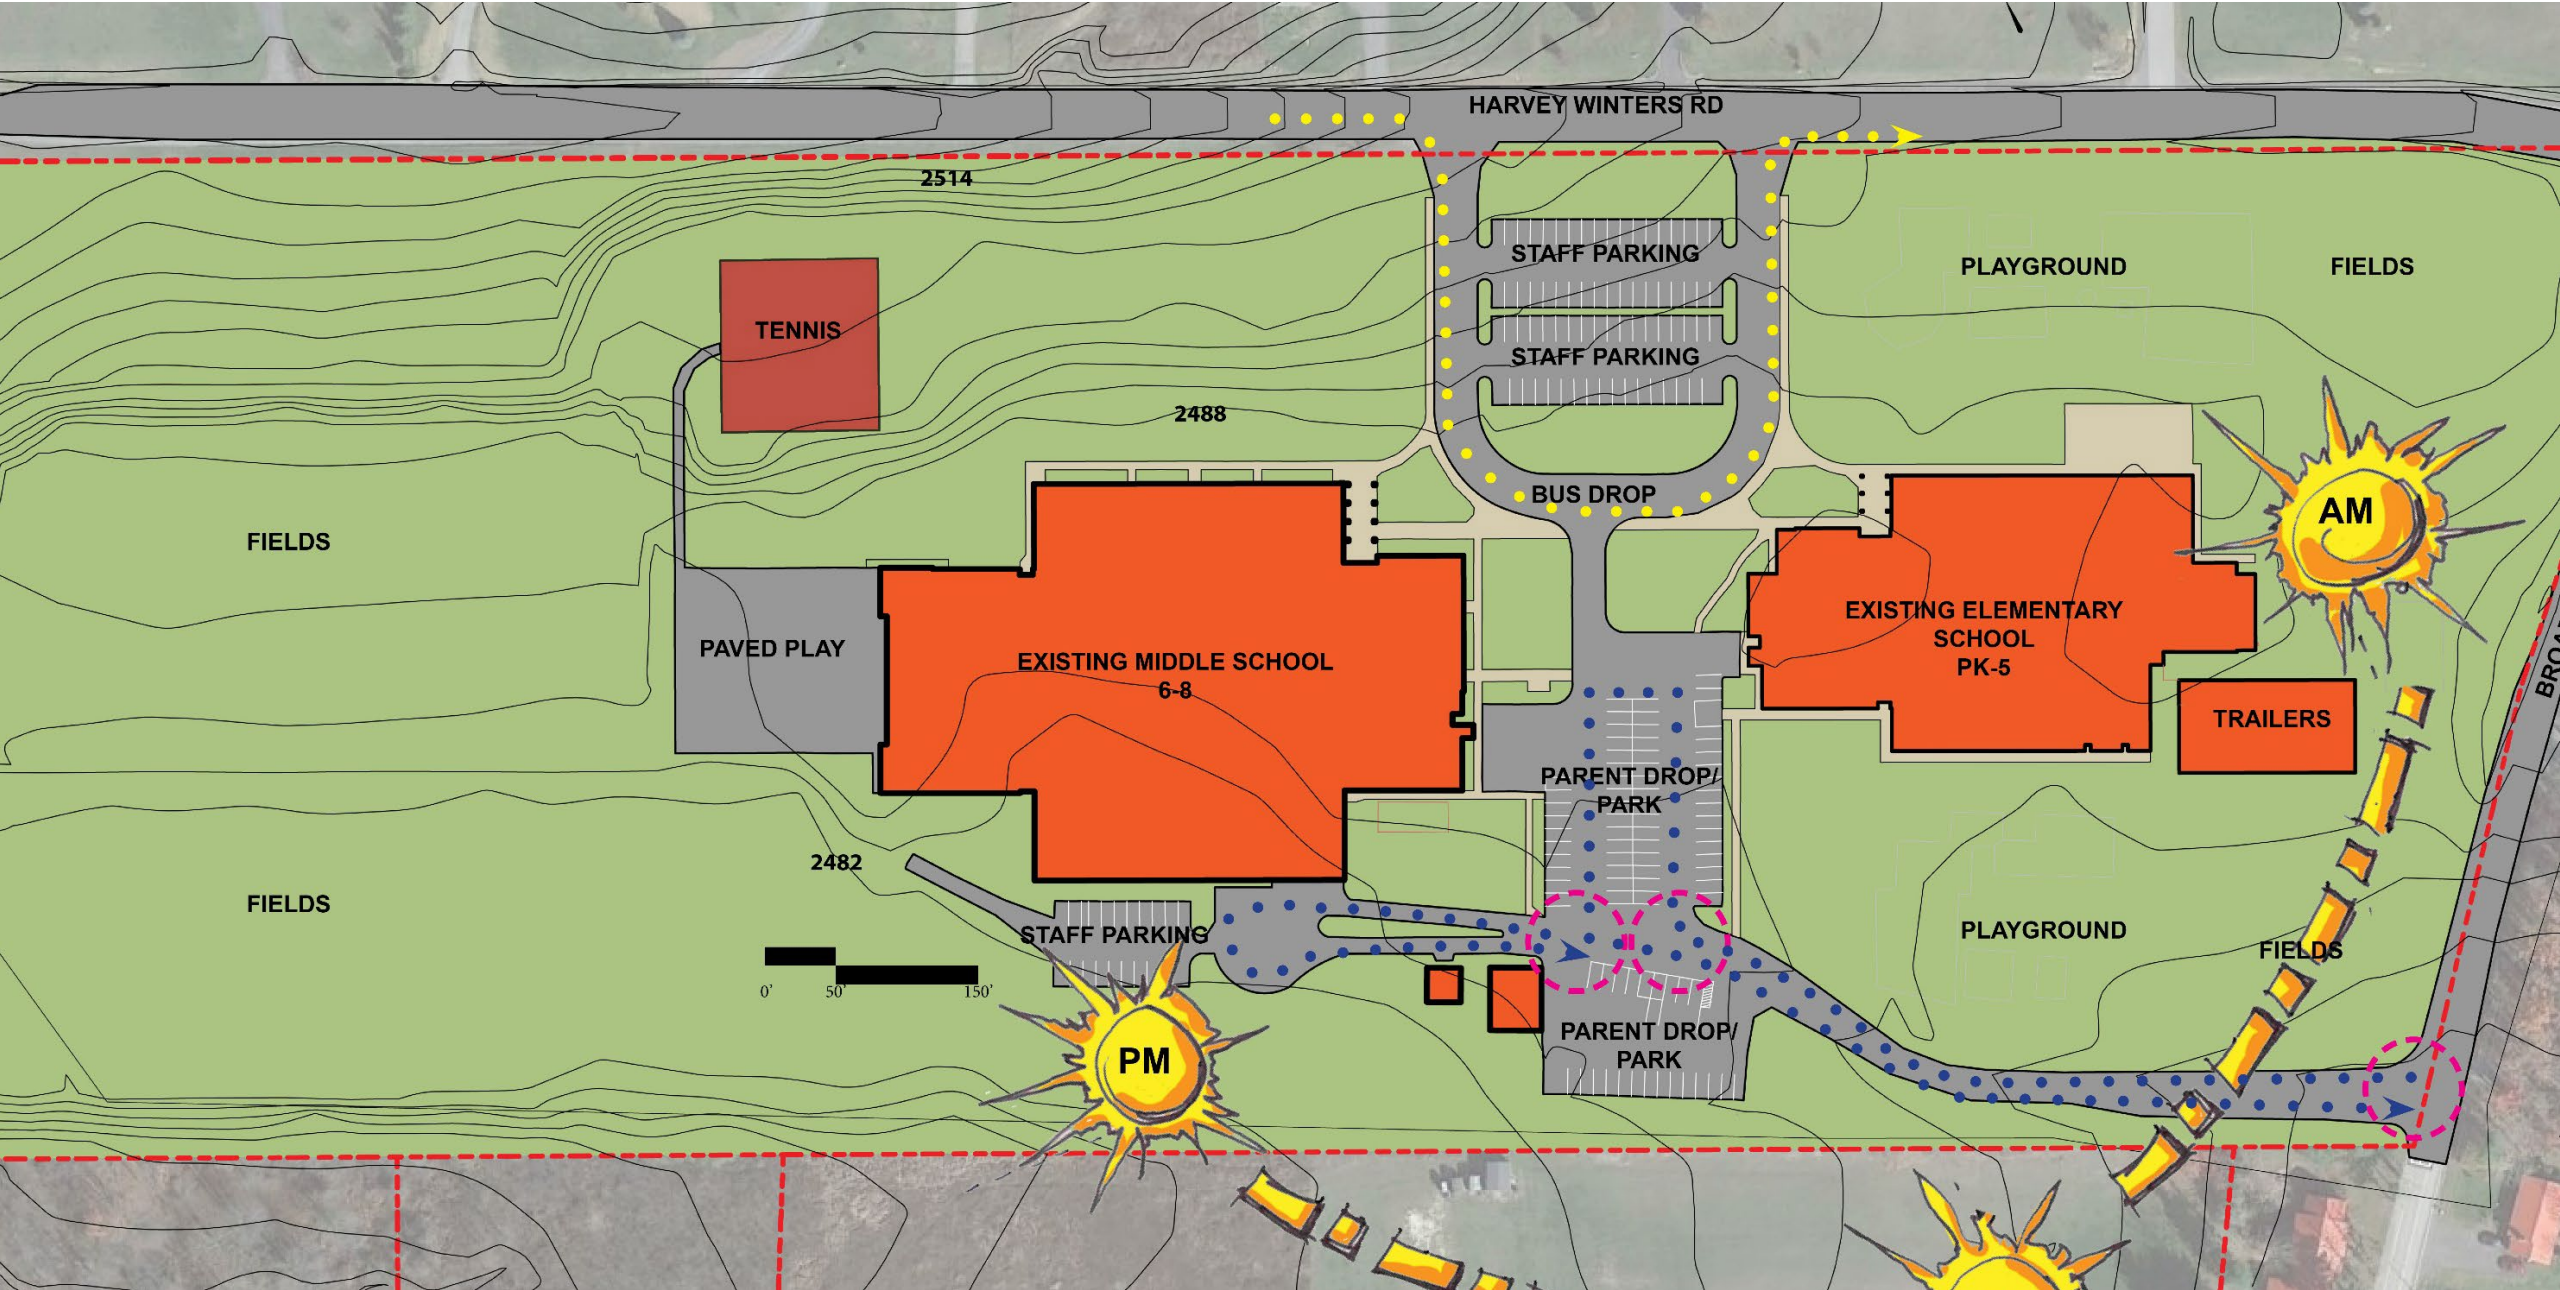 HARVEY WINTERS RD
2514
STAFF PARKING
PLAYGROUND
FIELDS
TENNIS
STAFF PARKING
2488
BUS DROP
AM
FIELDS
EXISTING ELEMENTARY
SCHOOL
PK-5
PAVED PLAY
EXISTING MIDDLE SCHOOL
6-8
TRAILERS
PARENT DROP/
PARK
2482
FIELDS
STAFF PARKING
PLAYGROUND
FIELDS
0'
50'
150'
PARENT DROP/
PARK
PM